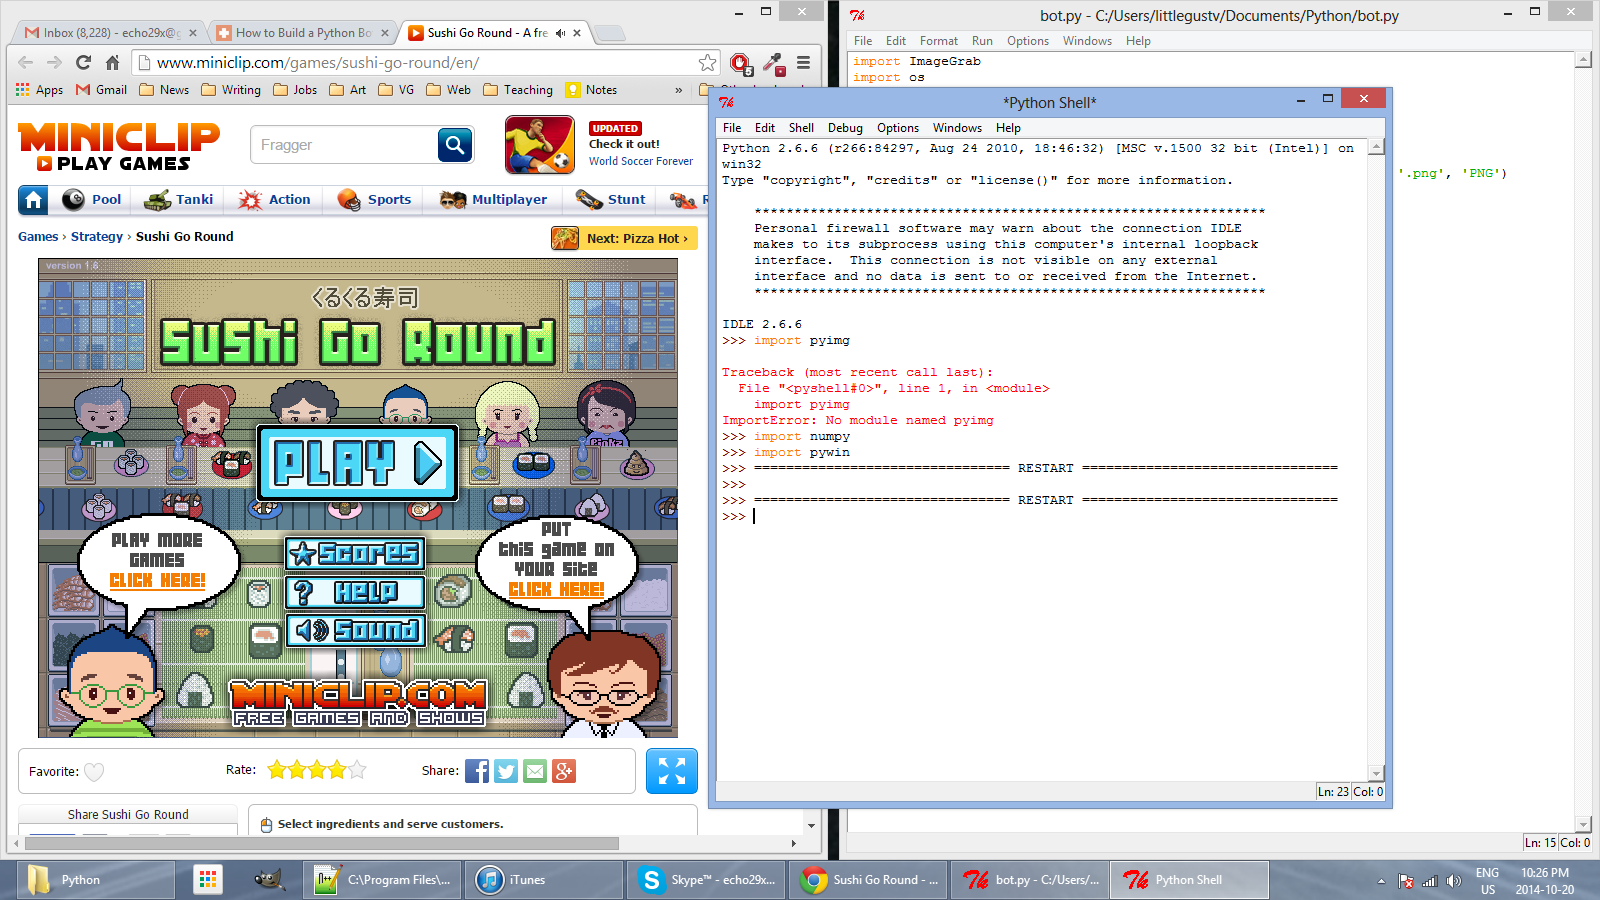 Inbox (8,228) - echo29x@g
How to Build a Python Bo
Sushi Go Round - A fre
www.miniclip.com/games/sushi-go-round/en/
5
Apps
Gmail
News
Writing
Jobs
Art
VG
Web
Teaching
Notes
»
MINICLIP
PLAY GAMES
Fragger
UPDATED
Check it out!
World Soccer Forever
Pool
Tanki
Action
Sports
Multiplayer
Stunt
Games › Strategy › Sushi Go Round
Next: Pizza Hot ›
version 1.6
くるくる寿司
Sushi Go Round
PLAY
PLAY MORE
GAMES
CLICK HERE!
PUT
this game on
YOUR SITE
CLICK HERE!
Scores
? Help
Sound
MINICLIP.COM
FREE GAMES AND SHOWS
Favorite:
Rate:
Share:
Share Sushi Go Round
Select ingredients and serve customers.
bot.py - C:/Users/littlegustv/Documents/Python/bot.py
File Edit Format Run Options Windows Help
import ImageGrab
import os
'.png', 'PNG')
Ln: 15 Col: 0
*Python Shell*
File Edit Shell Debug Options Windows Help
Python 2.6.6 (r266:84297, Aug 24 2010, 18:46:32) [MSC v.1500 32 bit (Intel)] on
win32
Type "copyright", "credits" or "license()" for more information.
****************************************************************
Personal firewall software may warn about the connection IDLE
makes to its subprocess using this computer's internal loopback
interface.  This connection is not visible on any external
interface and no data is sent to or received from the Internet.
****************************************************************
IDLE 2.6.6
>>> import pyimg
Traceback (most recent call last):
File "<pyshell#0>", line 1, in <module>
import pyimg
ImportError: No module named pyimg
>>> import numpy
>>> import pywin
>>> ================================ RESTART ================================
>>>
>>> ================================ RESTART ================================
>>>
Ln: 23 Col: 0
Python
C:\Program Files\...
iTunes
Skype™ - echo29x...
Sushi Go Round - ...
bot.py - C:/Users/...
Python Shell
ENG
US
10:26 PM
2014-10-20